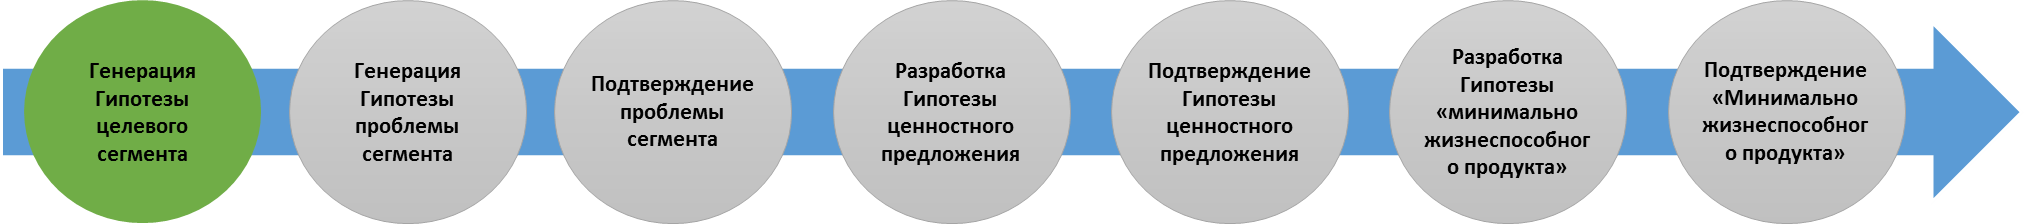 Генерация
Гипотезы
целевого
сегмента
Генерация
Гипотезы
проблемы
сегмента
Подтверждение
проблемы
сегмента
Разработка
Гипотезы
ценностного
предложения
Подтверждение
Гипотезы
ценностного
предложения
Разработка
Гипотезы
«минимально
жизнеспособног
о продукта»
Подтверждение
«Минимально
жизнеспособног
о продукта»